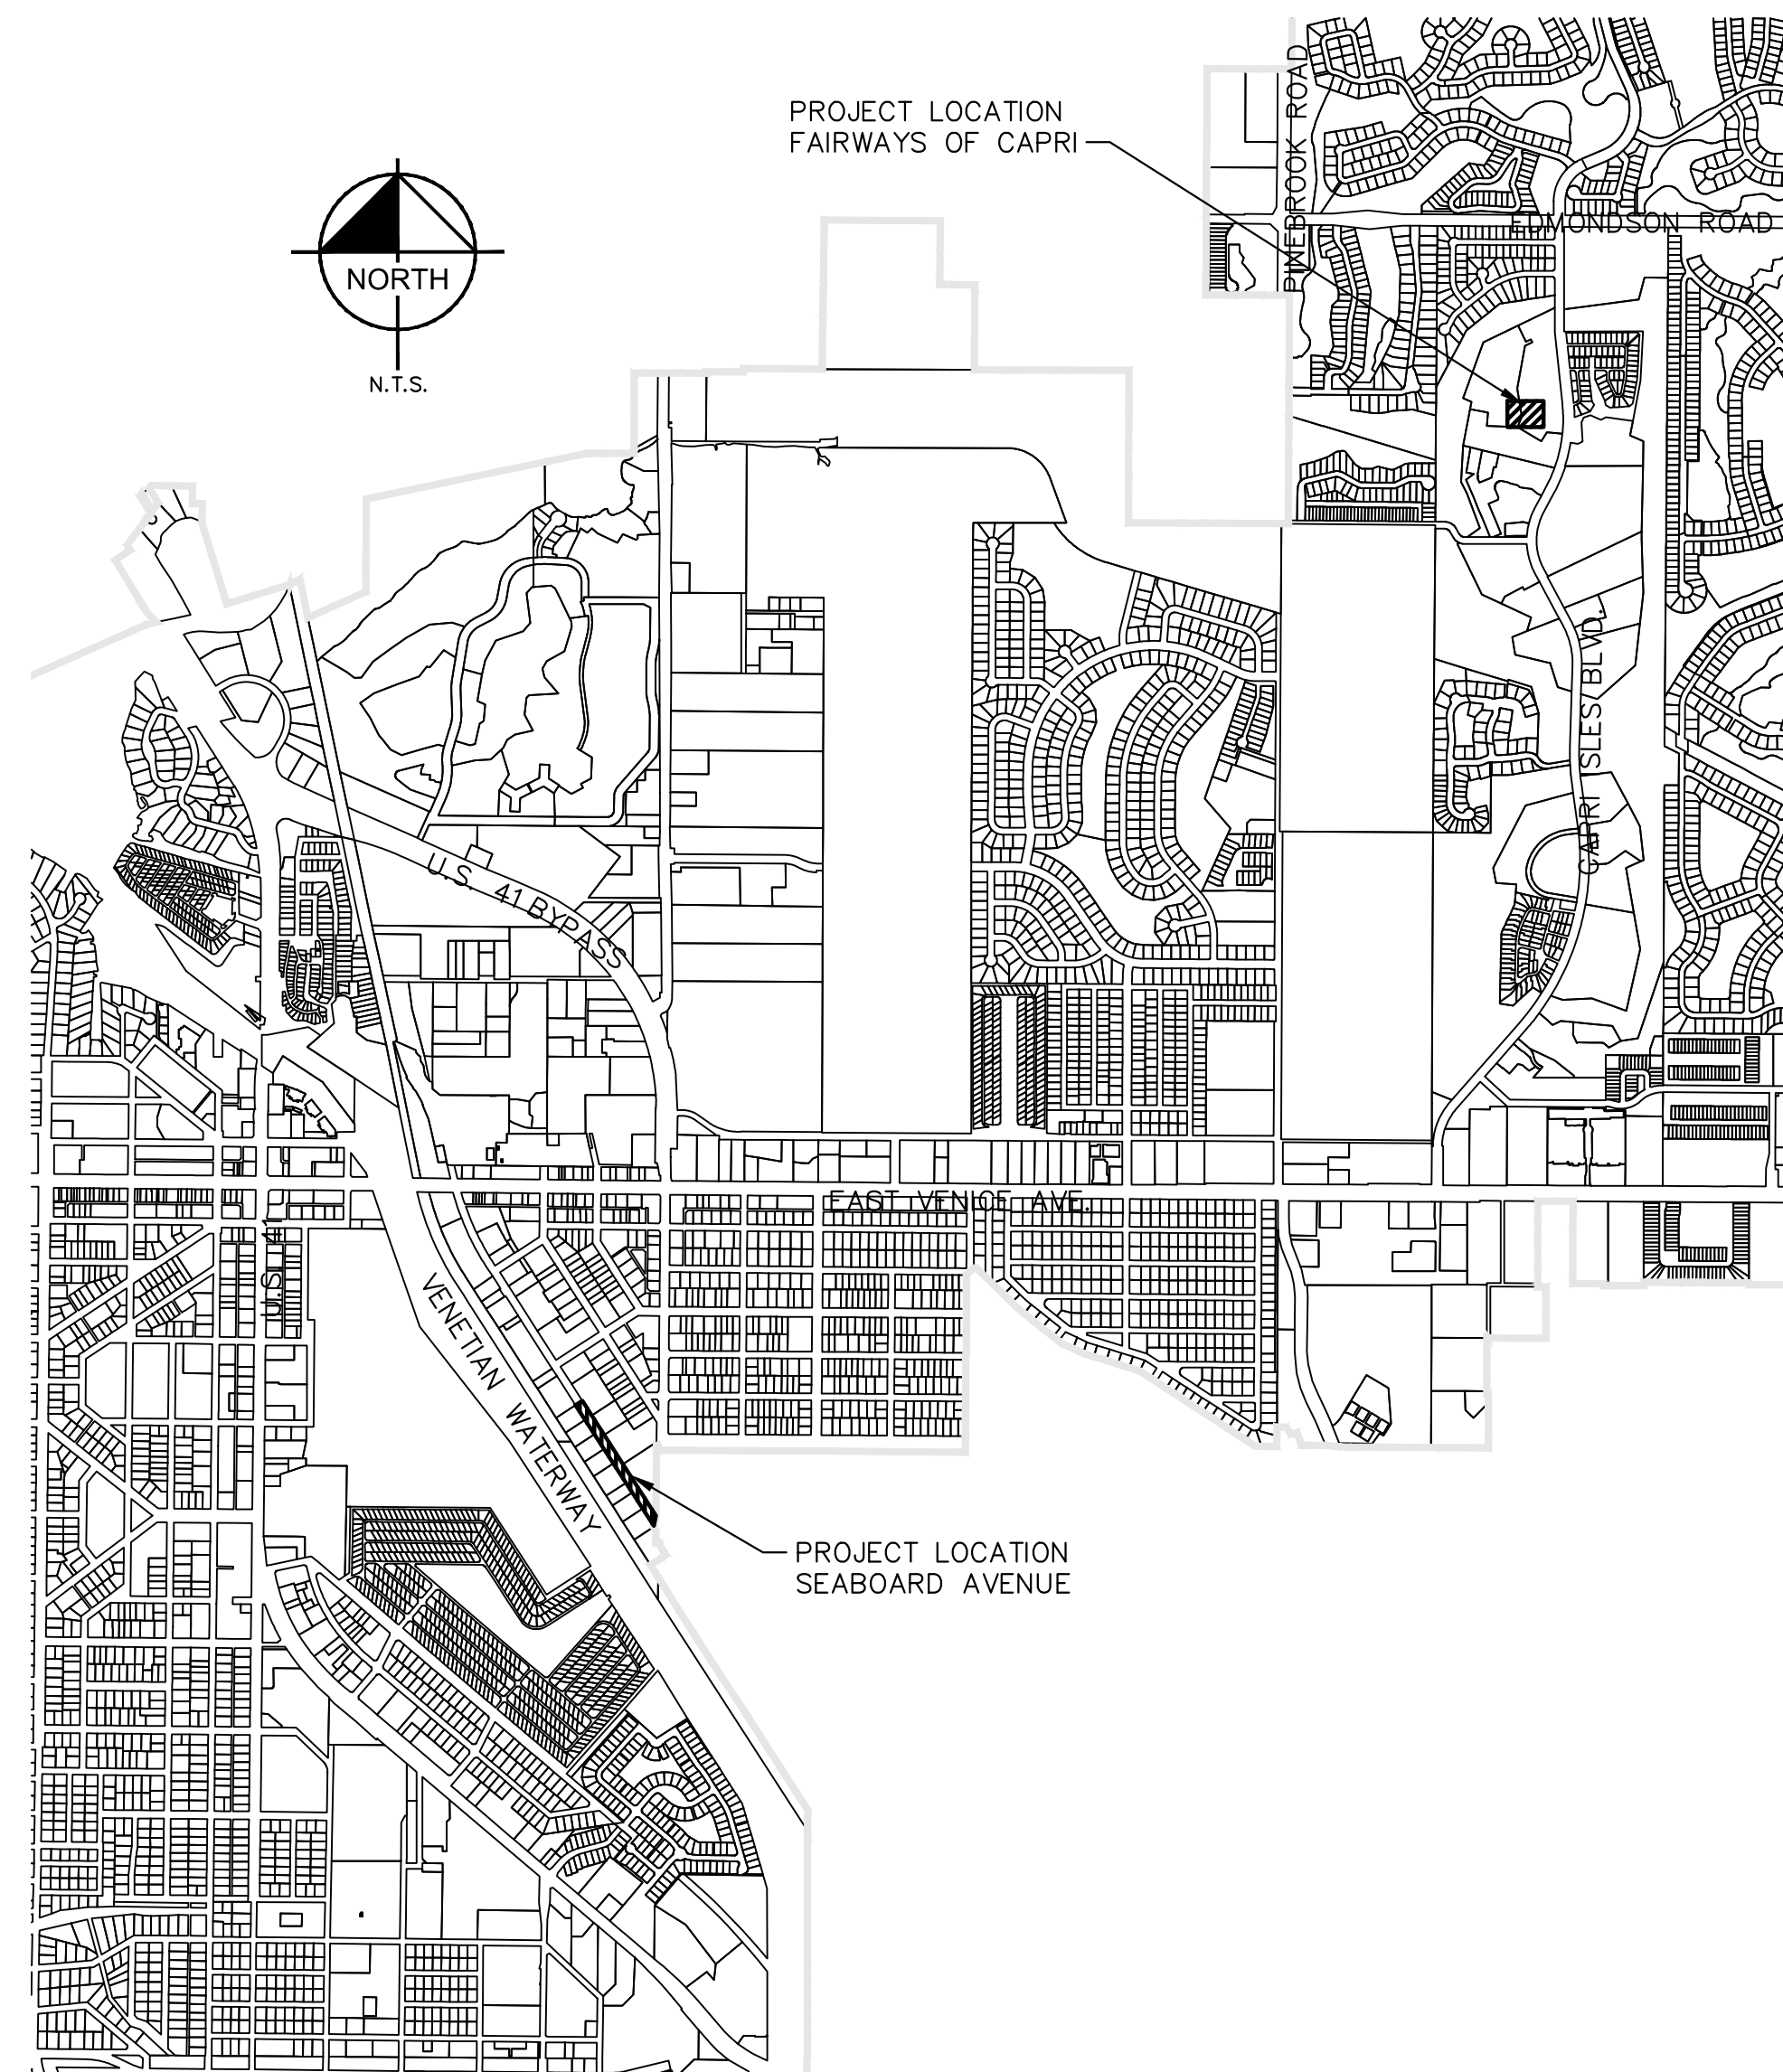 PROJECT LOCATION
FAIRWAYS OF CAPRI
PINEBROOK ROAD
EDMONDSON ROAD
NORTH
N.T.S.
CAPRI ISLES BLVD.
U.S. 41 BYPASS
EAST VENICE AVE.
U.S. 41
VENETIAN WATERWAY
PROJECT LOCATION
SEABOARD AVENUE